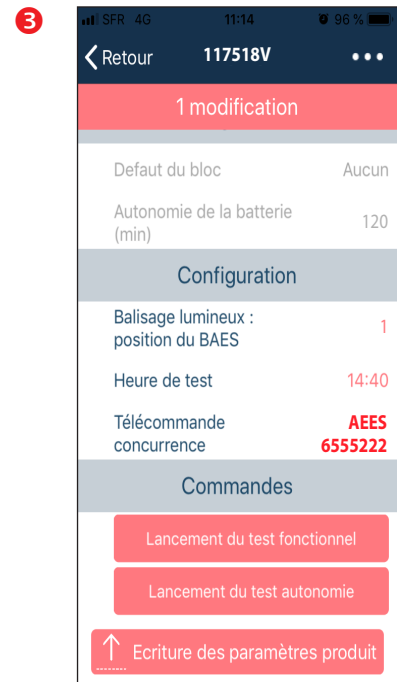 3
SFR 4G 11:14 96 %
Retour 117518V
1 modification
Defaut du bloc Aucun
Autonomie de la batterie
(min) 120
Configuration
Balisage lumineux :
position du BAES 1
Heure de test 14:40
Télécommande
concurrence
AEES
6555222
Commandes
Lancement du test fonctionnel
Lancement du test autonomie
Ecriture des paramètres produit